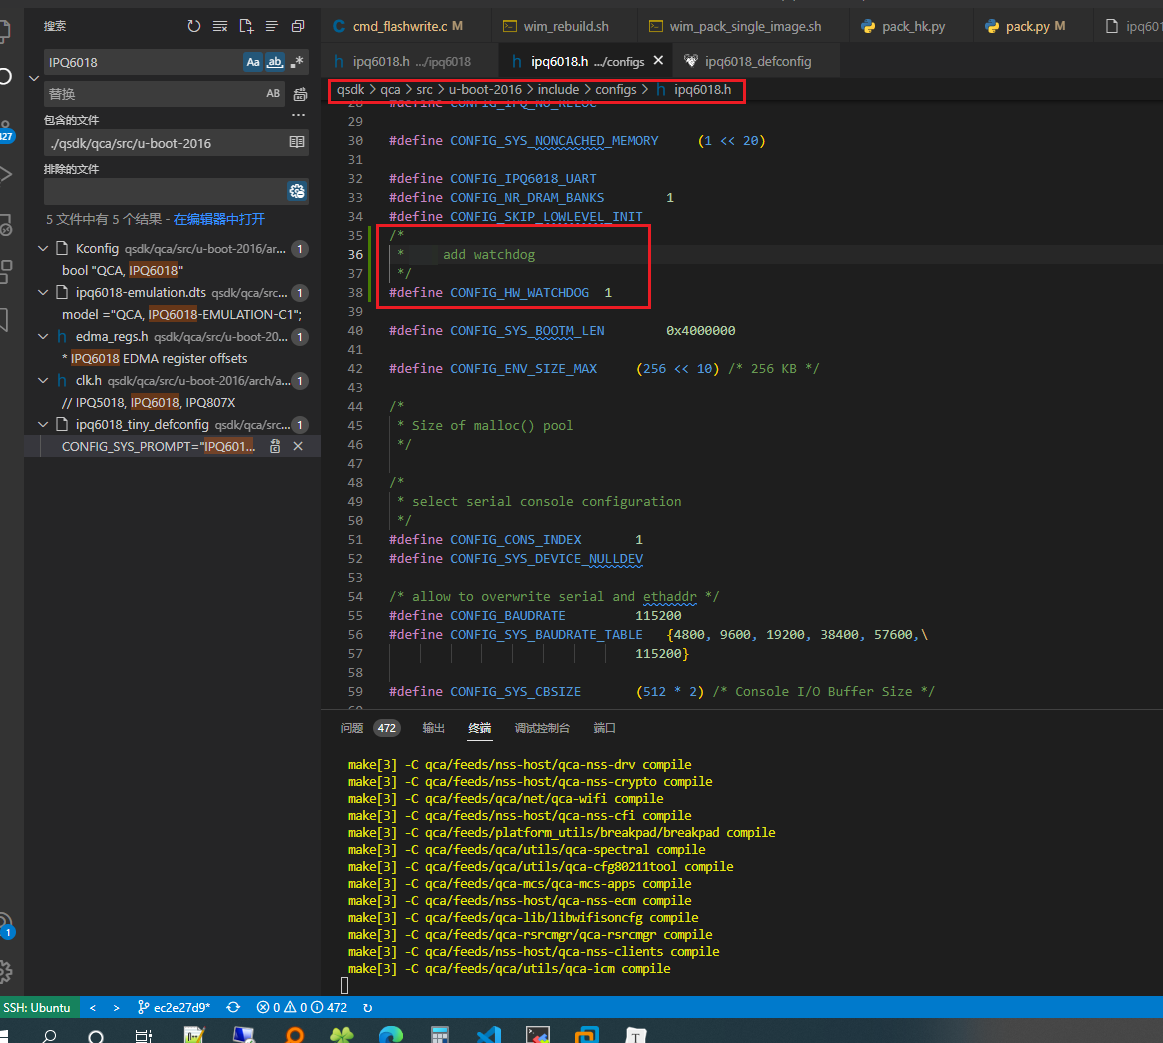 搜索
IPQ6018
Aa
ab
替换
AB
包含的文件
./qsdk/qca/src/u-boot-2016
排除的文件
5 文件中有 5 个结果 - 在编辑器中打开
Kconfig qsdk/qca/src/u-boot-2016/ar... 1
bool "QCA, IPQ6018"
ipq6018-emulation.dts qsdk/qca/src... 1
model ="QCA, IPQ6018-EMULATION-C1";
edma_regs.h qsdk/qca/src/u-boot-20... 1
* IPQ6018 EDMA register offsets
clk.h qsdk/qca/src/u-boot-2016/arch/a... 1
// IPQ5018, IPQ6018, IPQ807X
ipq6018_tiny_defconfig qsdk/qca/src... 1
CONFIG_SYS_PROMPT="IPQ601...
427
1
cmd_flashwrite.c M
wim_rebuild.sh
wim_pack_single_image.sh
pack_hk.py
pack.py M
ipq601
ipq6018.h .../ipq6018
ipq6018.h .../configs
ipq6018_defconfig
qsdk > qca > src > u-boot-2016 > include > configs > h ipq6018.h
28 #define CONFIG_IPQ_NO_RELOC
29
30 #define CONFIG_SYS_NONCACHED_MEMORY (1 << 20)
31
32 #define CONFIG_IPQ6018_UART
33 #define CONFIG_NR_DRAM_BANKS 1
34 #define CONFIG_SKIP_LOWLEVEL_INIT
35 /*
36 * add watchdog
37 */
38 #define CONFIG_HW_WATCHDOG 1
39
40 #define CONFIG_SYS_BOOTM_LEN 0x4000000
41
42 #define CONFIG_ENV_SIZE_MAX (256 << 10) /* 256 KB */
43
44 /*
45 * Size of malloc() pool
46 */
47
48 /*
49 * select serial console configuration
50 */
51 #define CONFIG_CONS_INDEX 1
52 #define CONFIG_SYS_DEVICE_NULLDEV
53
54 /* allow to overwrite serial and ethaddr */
55 #define CONFIG_BAUDRATE 115200
56 #define CONFIG_SYS_BAUDRATE_TABLE {4800, 9600, 19200, 38400, 57600,\
57 115200}
58
59 #define CONFIG_SYS_CBSIZE (512 * 2) /* Console I/O Buffer Size */
问题 472 输出 终端 调试控制台 端口
make[3] -C qca/feeds/nss-host/qca-nss-drv compile
make[3] -C qca/feeds/nss-host/qca-nss-crypto compile
make[3] -C qca/feeds/qca/net/qca-wifi compile
make[3] -C qca/feeds/nss-host/qca-nss-cfi compile
make[3] -C qca/feeds/platform_utils/breakpad/breakpad compile
make[3] -C qca/feeds/qca/utils/qca-spectral compile
make[3] -C qca/feeds/qca/utils/qca-cfg80211tool compile
make[3] -C qca/feeds/qca-mcs/qca-mcs-apps compile
make[3] -C qca/feeds/nss-host/qca-nss-ecm compile
make[3] -C qca/feeds/qca-lib/libwifisoncfg compile
make[3] -C qca/feeds/qca-rsrcmgr/qca-rsrcmgr compile
make[3] -C qca/feeds/nss-host/qca-nss-clients compile
make[3] -C qca/feeds/qca/utils/qca-icm compile
SSH: Ubuntu < > ec2e27d9* 0 0 472